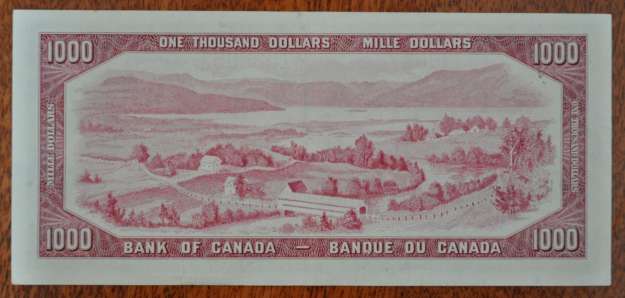 1000 ONE THOUSAND DOLLARS MILLE DOLLARS 1000
MILLE DOLLARS
ONE THOUSAND DOLLARS
1000 BANK OF CANADA — BANQUE DU CANADA 1000